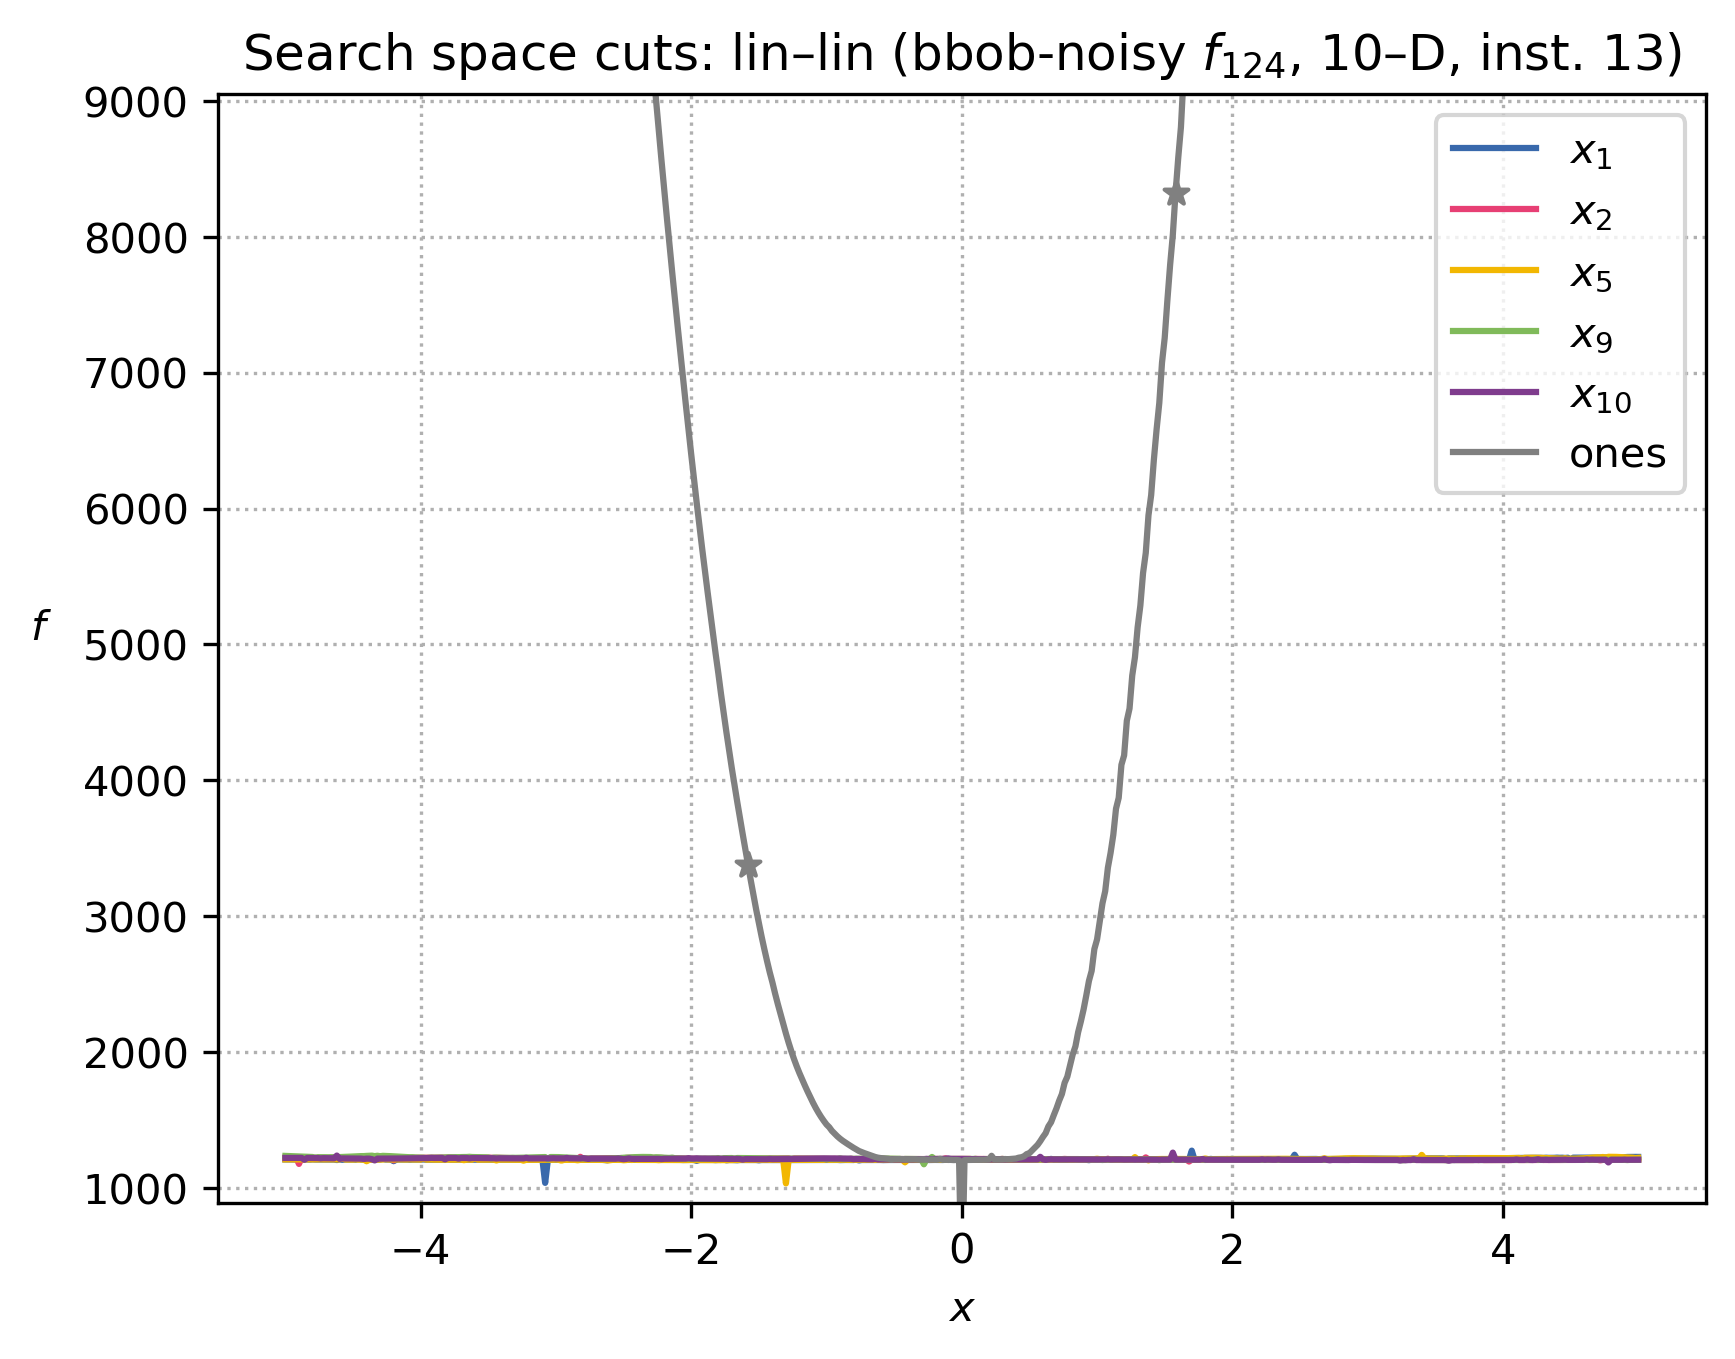 Search space cuts: lin–lin (bbob-noisy f₁₂₄, 10–D, inst. 13)
9000
8000
7000
6000
5000
4000
3000
2000
1000
f
−4
−2
0
2
4
x
x₁
x₂
x₅
x₉
x₁₀
ones